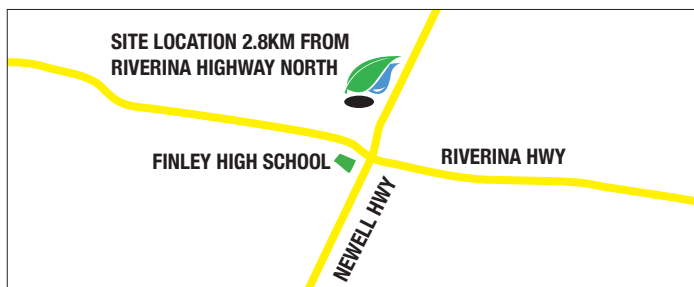 SITE LOCATION 2.8KM FROM
RIVERINA HIGHWAY NORTH
FINLEY HIGH SCHOOL
RIVERINA HWY
NEWELL HWY